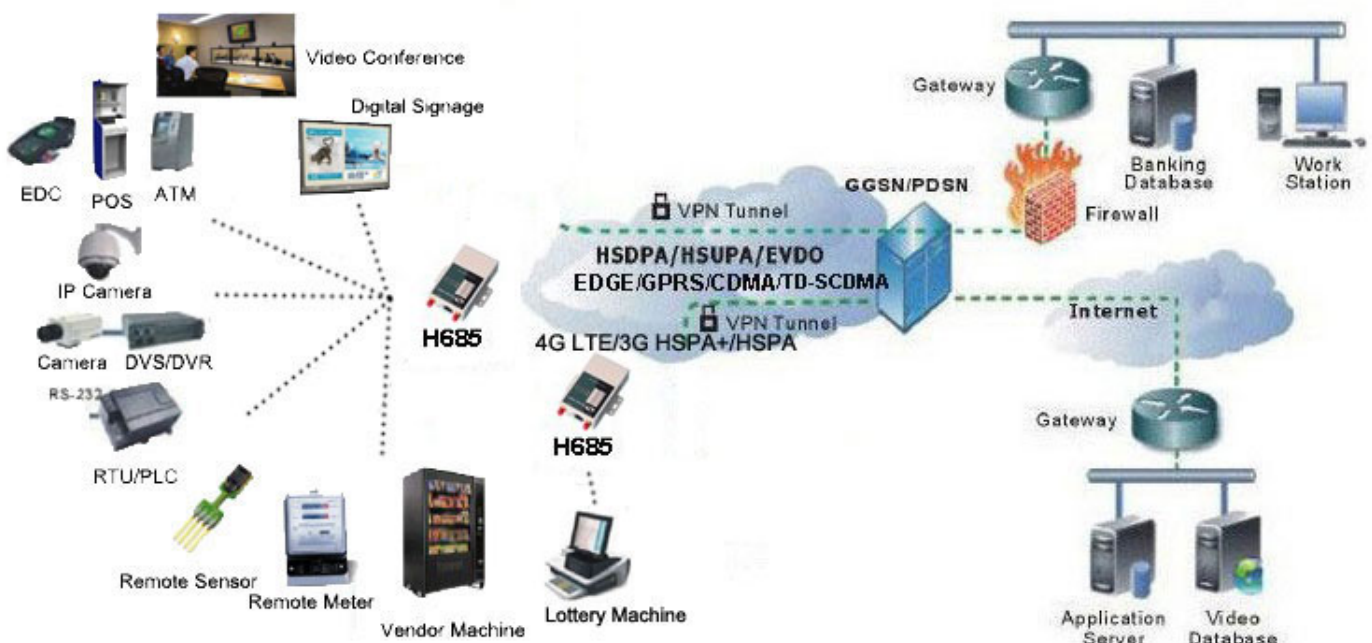 Video Conference
Digital Signage
EDC
POS
ATM
IP Camera
Camera
DVS/DVR
RS-232
RTU/PLC
Remote Sensor
Remote Meter
Vendor Machine
Lottery Machine
H685
H685
VPN Tunnel
HSDPA/HSUPA/EVDO
EDGE/GPRS/CDMA/TD-SCDMA
VPN Tunnel
4G LTE/3G HSPA+/HSPA
GGSN/PDSN
Gateway
Firewall
Banking
Database
Work
Station
Internet
Gateway
Application
Server
Video
Database